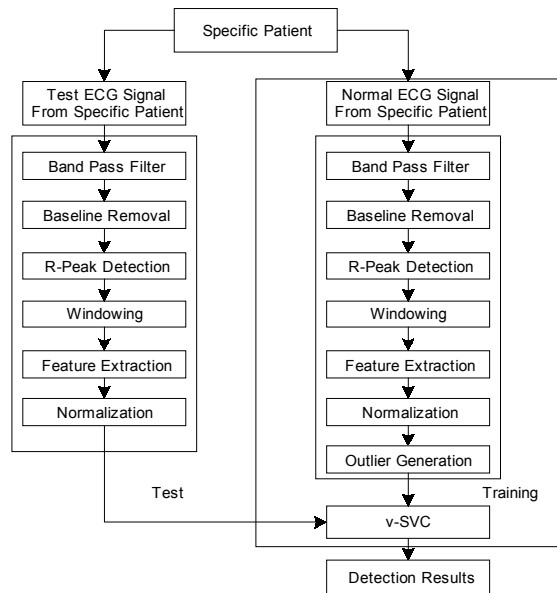 Specific Patient
Test ECG Signal
From Specific Patient
Band Pass Filter
Baseline Removal
R-Peak Detection
Windowing
Feature Extraction
Normalization
Test
Normal ECG Signal
From Specific Patient
Band Pass Filter
Baseline Removal
R-Peak Detection
Windowing
Feature Extraction
Normalization
Outlier Generation
Training
v-SVC
Detection Results